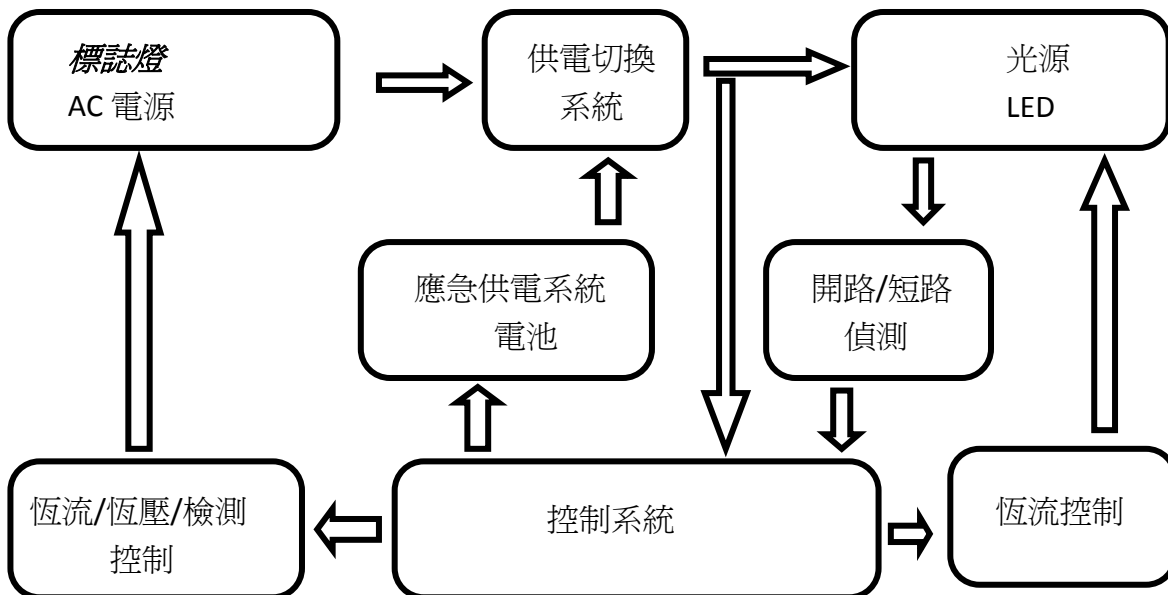 標誌燈
AC 電源
供電切換
系統
光源
LED
應急供電系統
電池
開路/短路
偵測
恆流/恆壓/檢測
控制
控制系統
恆流控制